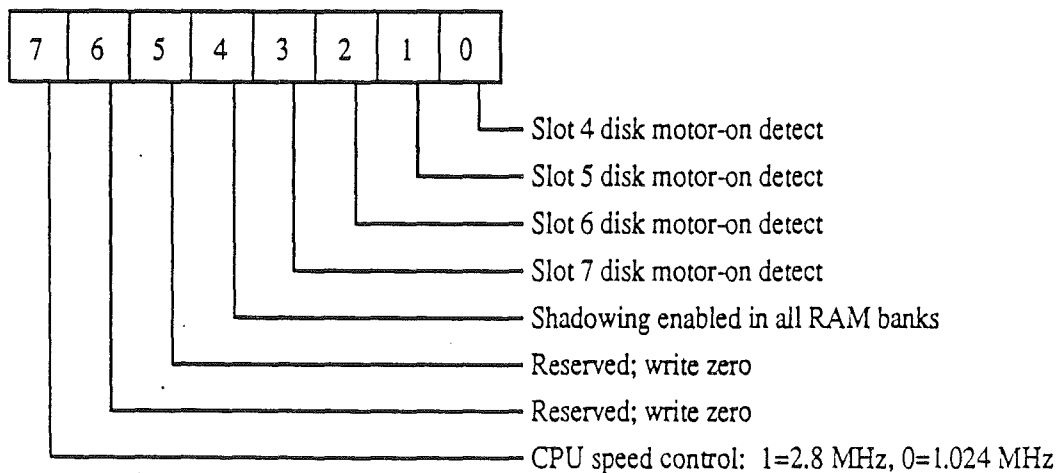 7 6 5 4 3 2 1 0
Slot 4 disk motor-on detect
Slot 5 disk motor-on detect
Slot 6 disk motor-on detect
Slot 7 disk motor-on detect
Shadowing enabled in all RAM banks
Reserved; write zero
Reserved; write zero
CPU speed control: 1=2.8 MHz, 0=1.024 MHz